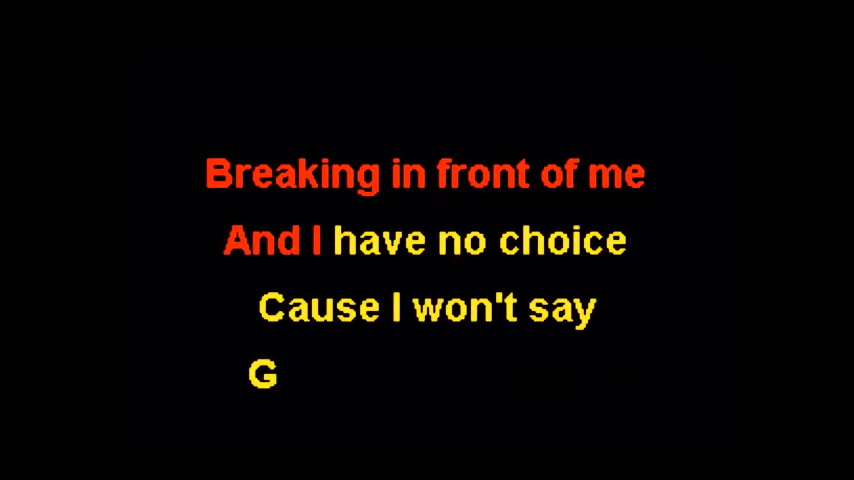 Breaking in front of me
And I have no choice
Cause I won't say
G